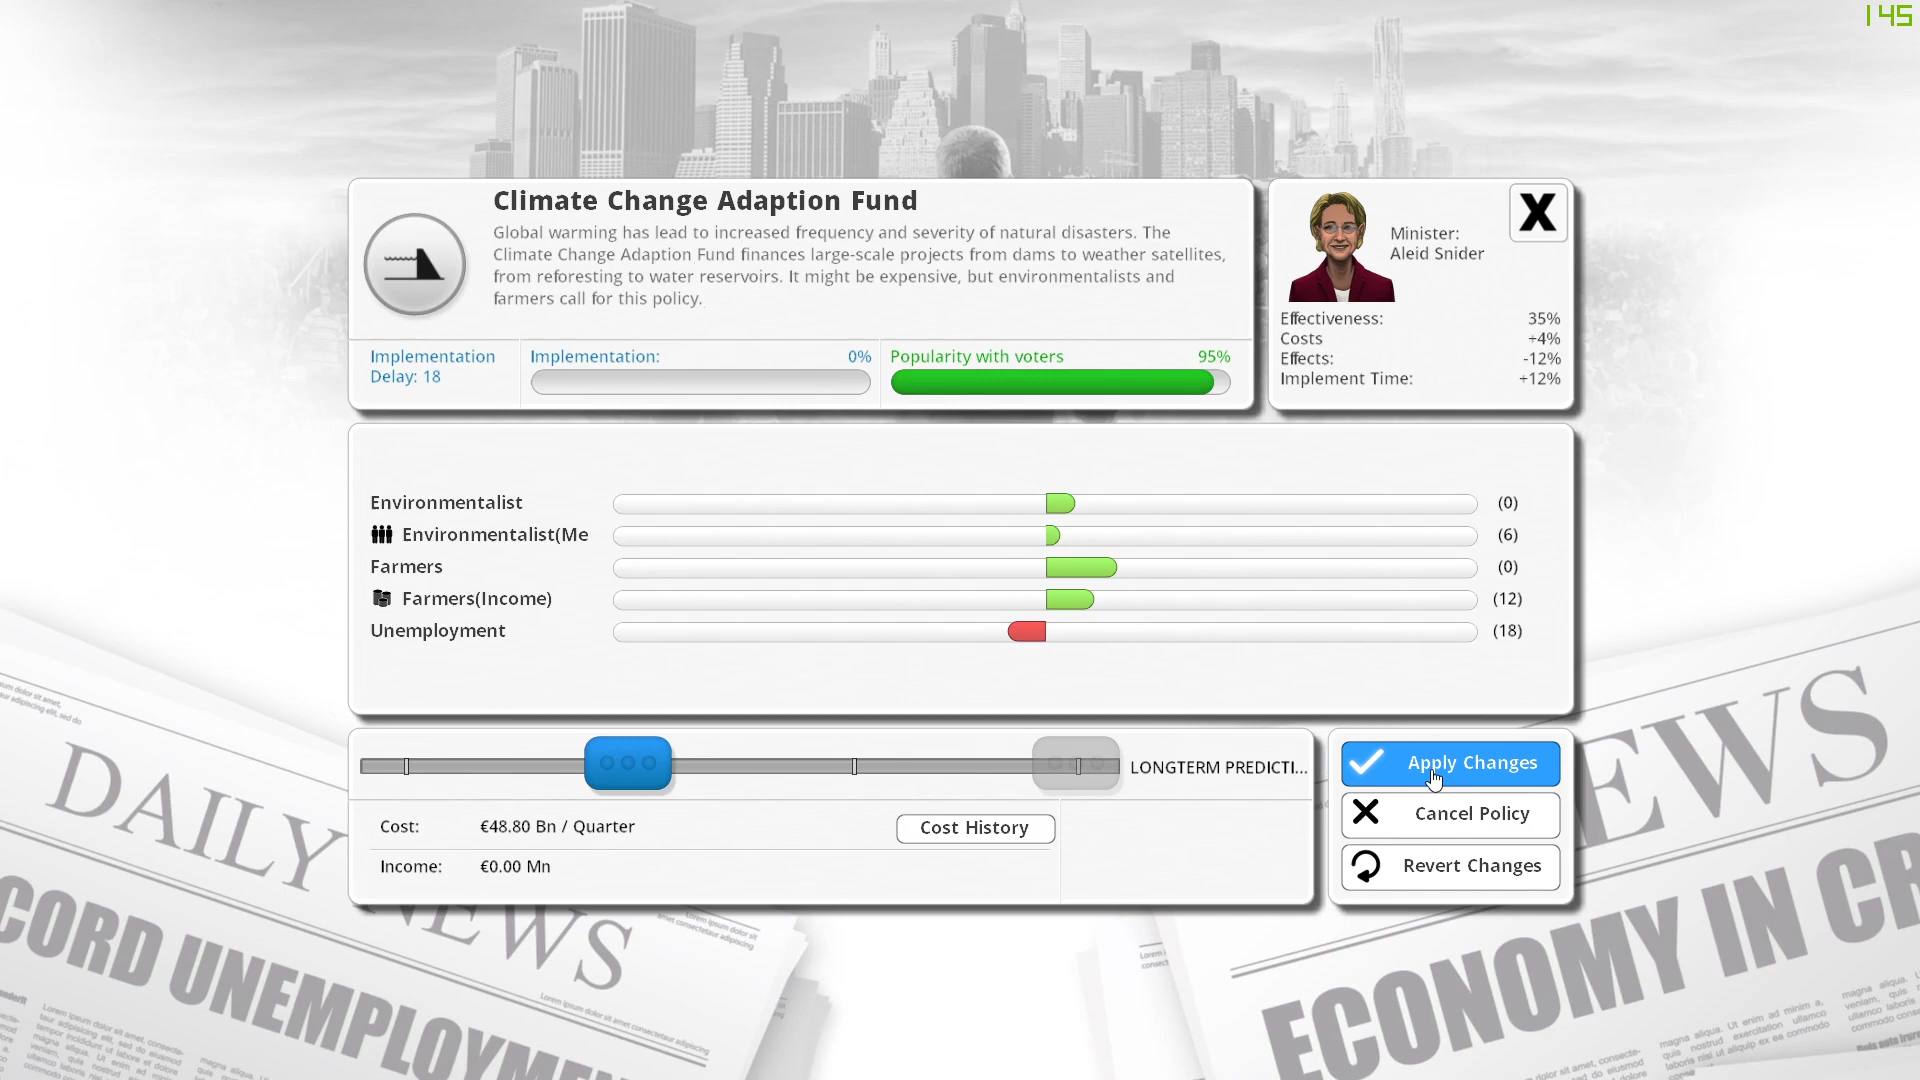 145
Climate Change Adaption Fund
Global warming has lead to increased frequency and severity of natural disasters. The
Climate Change Adaption Fund finances large-scale projects from dams to weather satellites,
from reforesting to water reservoirs. It might be expensive, but environmentalists and
farmers call for this policy.
Implementation
Delay: 18
Implementation: 0%
Popularity with voters 95%
X
Minister:
Aleid Snider
Effectiveness: 35%
Costs +4%
Effects: -12%
Implement Time: +12%
Environmentalist (0)
Environmentalist(Me (6)
Farmers (0)
Farmers(Income) (12)
Unemployment (18)
LONGTERM PREDICTI...
Cost: €48.80 Bn / Quarter
Cost History
Income: €0.00 Mn
Apply Changes
Cancel Policy
Revert Changes
DAILY NEWS
CORD UNEMPLOYME
EWS
ECONOMY IN CR